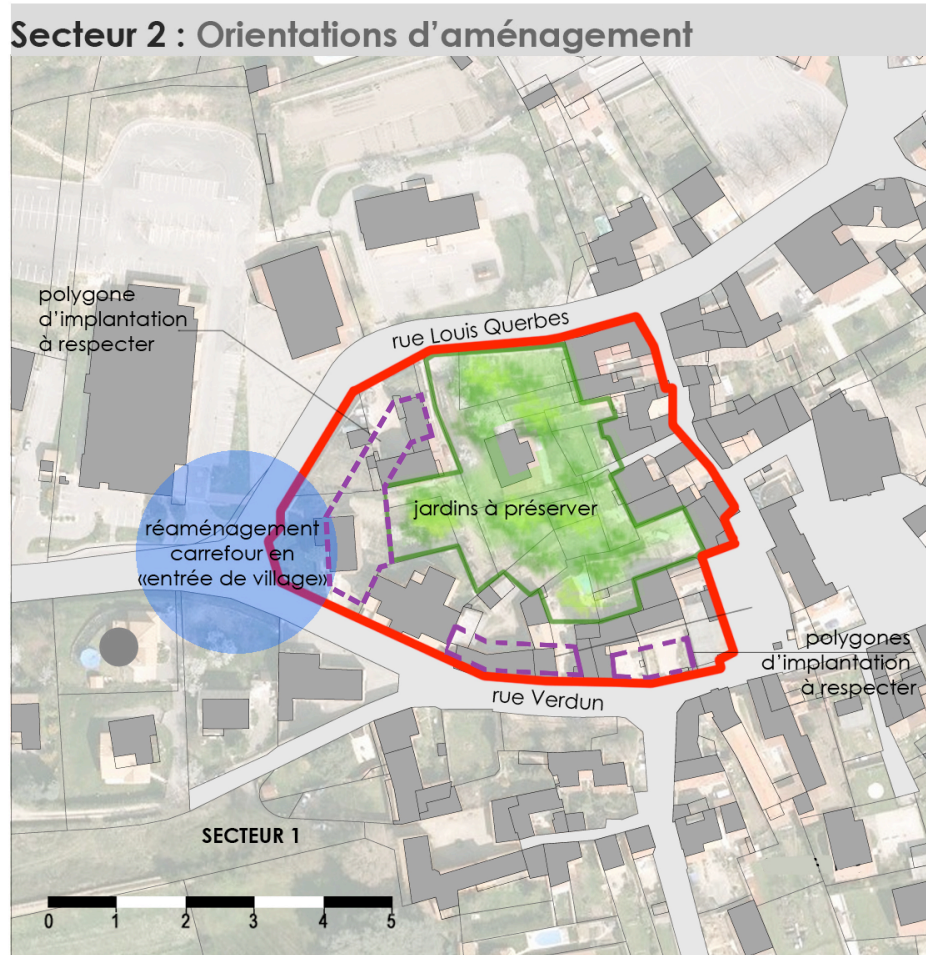 Secteur 2 : Orientations d’aménagement
polygone
d’implantation
à respecter
rue Louis Querbes
jardins à préserver
réaménagement
carrefour en
«entrée de village»
polygones
d’implantation
à respecter
rue Verdun
SECTEUR 1
0 1 2 3 4 5